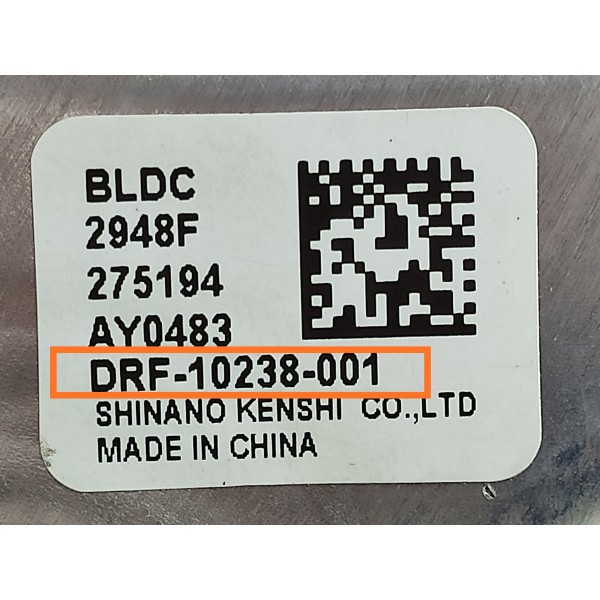 BLDC
2948F
275194
AY0483
DRF-10238-001
SHINANO KENSHI CO.,LTD
MADE IN CHINA